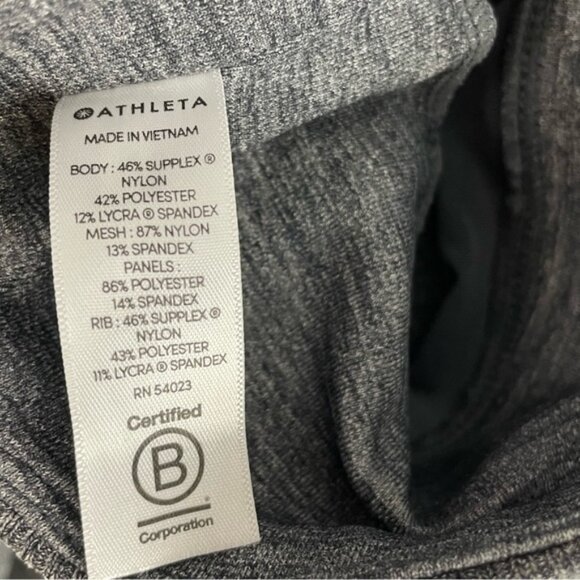 ATHLETA
MADE IN VIETNAM
BODY : 46% SUPPLEX ®
NYLON
42% POLYESTER
12% LYCRA ® SPANDEX
MESH : 87% NYLON
13% SPANDEX
PANELS :
86% POLYESTER
14% SPANDEX
RIB : 46% SUPPLEX ®
NYLON
43% POLYESTER
11% LYCRA ® SPANDEX
RN 54023
Certified
B
Corporation